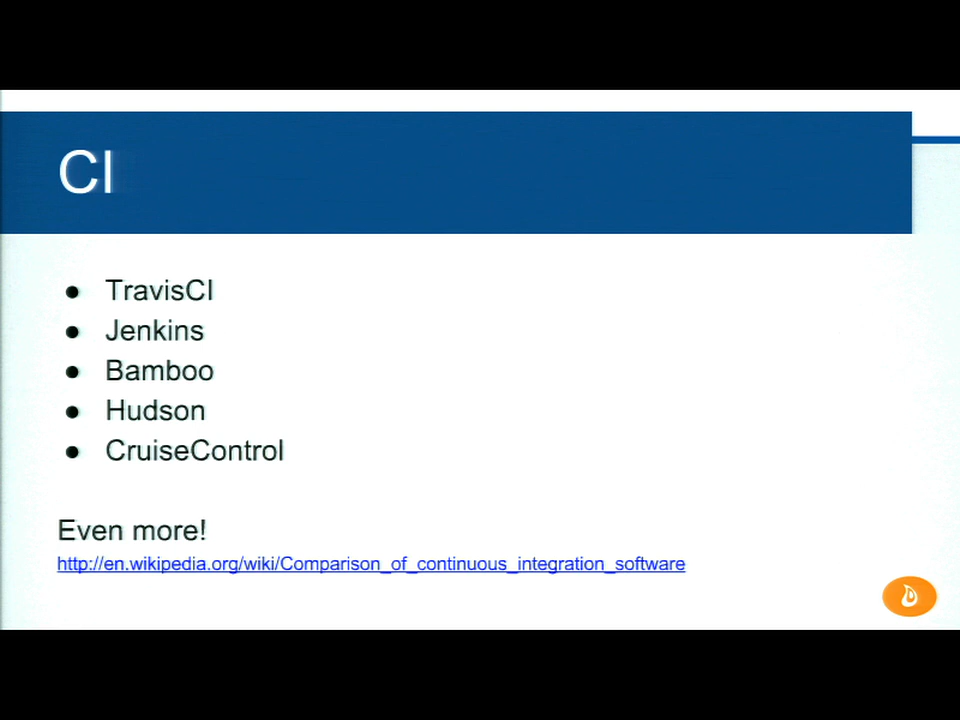 CI
● TravisCI
● Jenkins
● Bamboo
● Hudson
● CruiseControl
Even more!
http://en.wikipedia.org/wiki/Comparison_of_continuous_integration_software